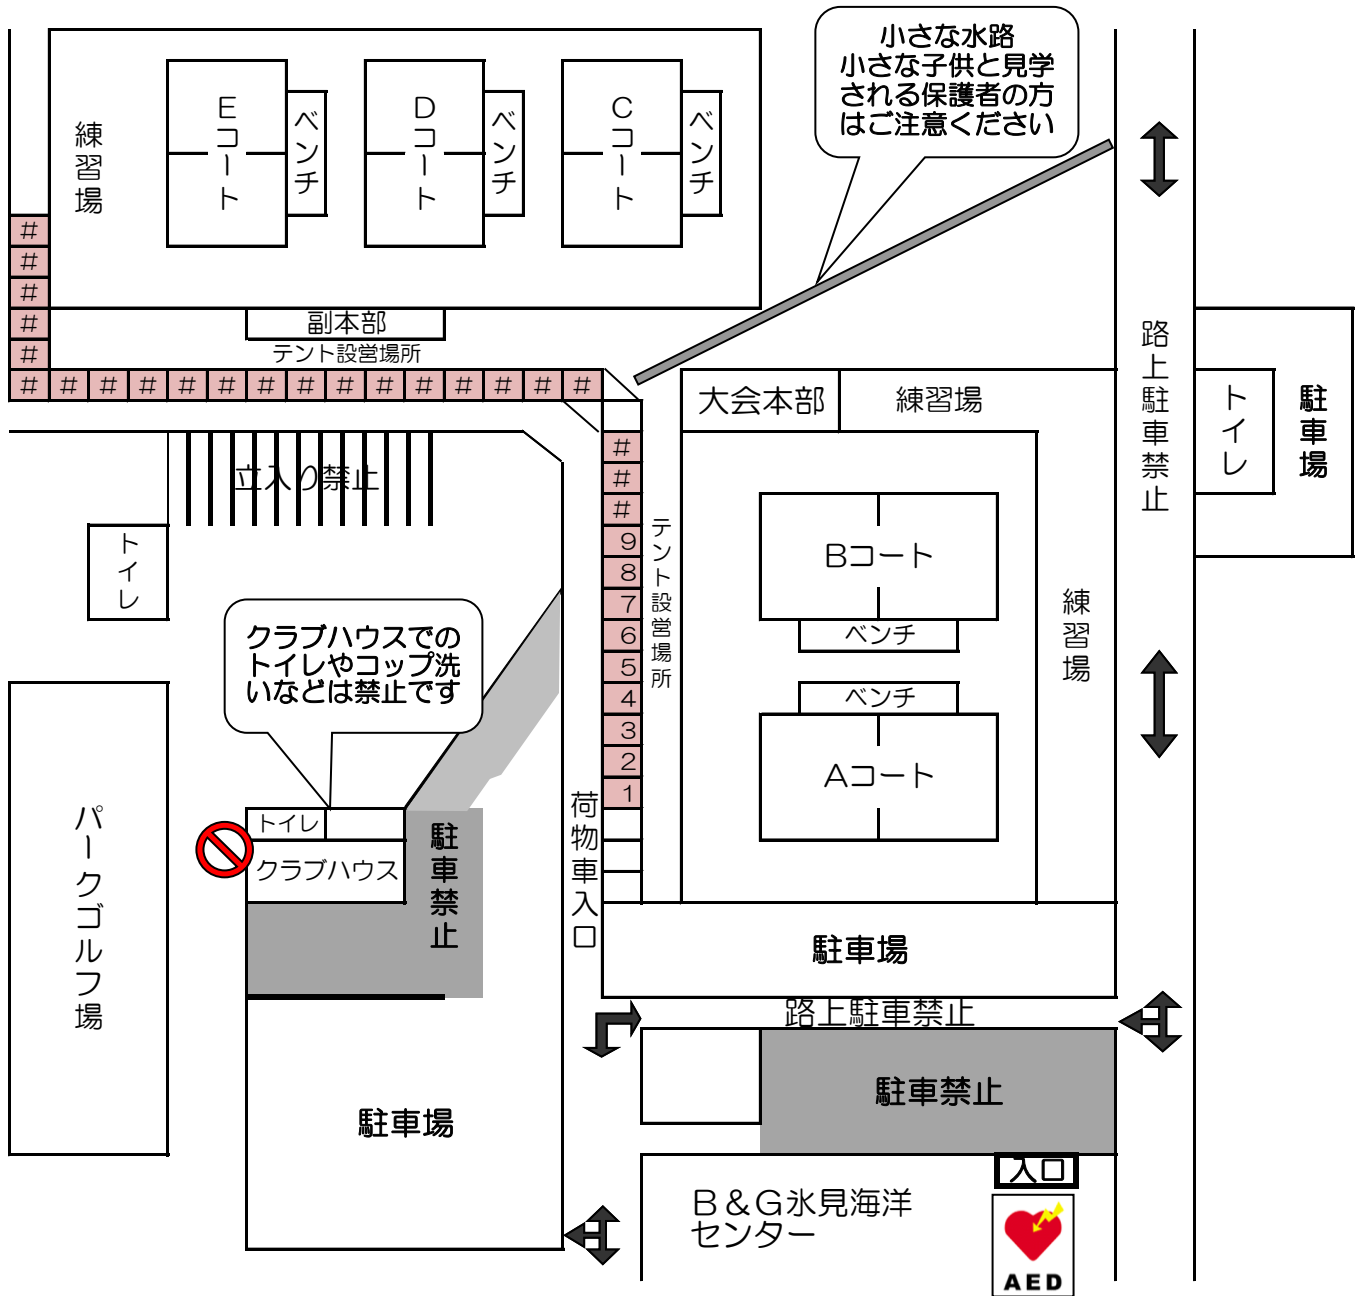 小さな水路
小さな子供と見学
される保護者の方
はご注意ください
練習場
Eコート
ベンチ
Dコート
ベンチ
Cコート
ベンチ
#
#
#
#
#
副本部
テント設営場所
# # # # # # # # # # # # # # #
大会本部
練習場
路上駐車禁止
トイレ
駐車場
立入り禁止
トイレ
#
#
#
9
8
7
6
5
4
3
2
1
テント設営場所
Bコート
ベンチ
ベンチ
Aコート
練習場
クラブハウスでの
トイレやコップ洗
いなどは禁止です
トイレ
クラブハウス
駐車禁止
荷物車入口
パークゴルフ場
駐車場
路上駐車禁止
駐車禁止
駐車場
入口
B&G氷見海洋
センター
AED